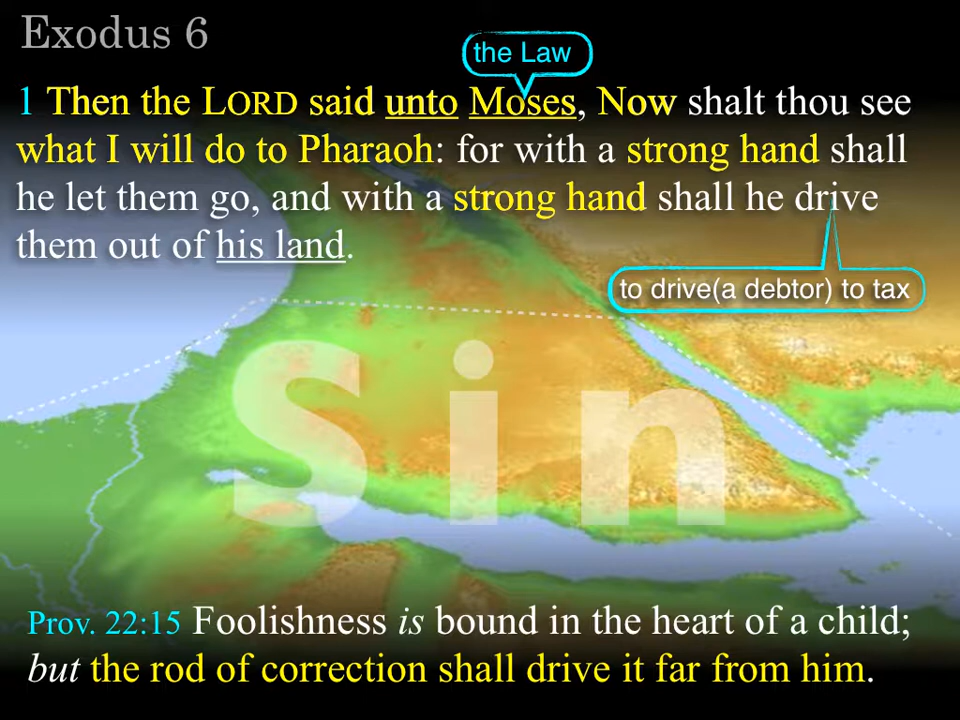 Exodus 6
the Law
1 Then the LORD said unto Moses, Now shalt thou see
what I will do to Pharaoh: for with a strong hand shall
he let them go, and with a strong hand shall he drive
them out of his land.
to drive(a debtor) to tax
Sin
Prov. 22:15 Foolishness is bound in the heart of a child;
but the rod of correction shall drive it far from him.